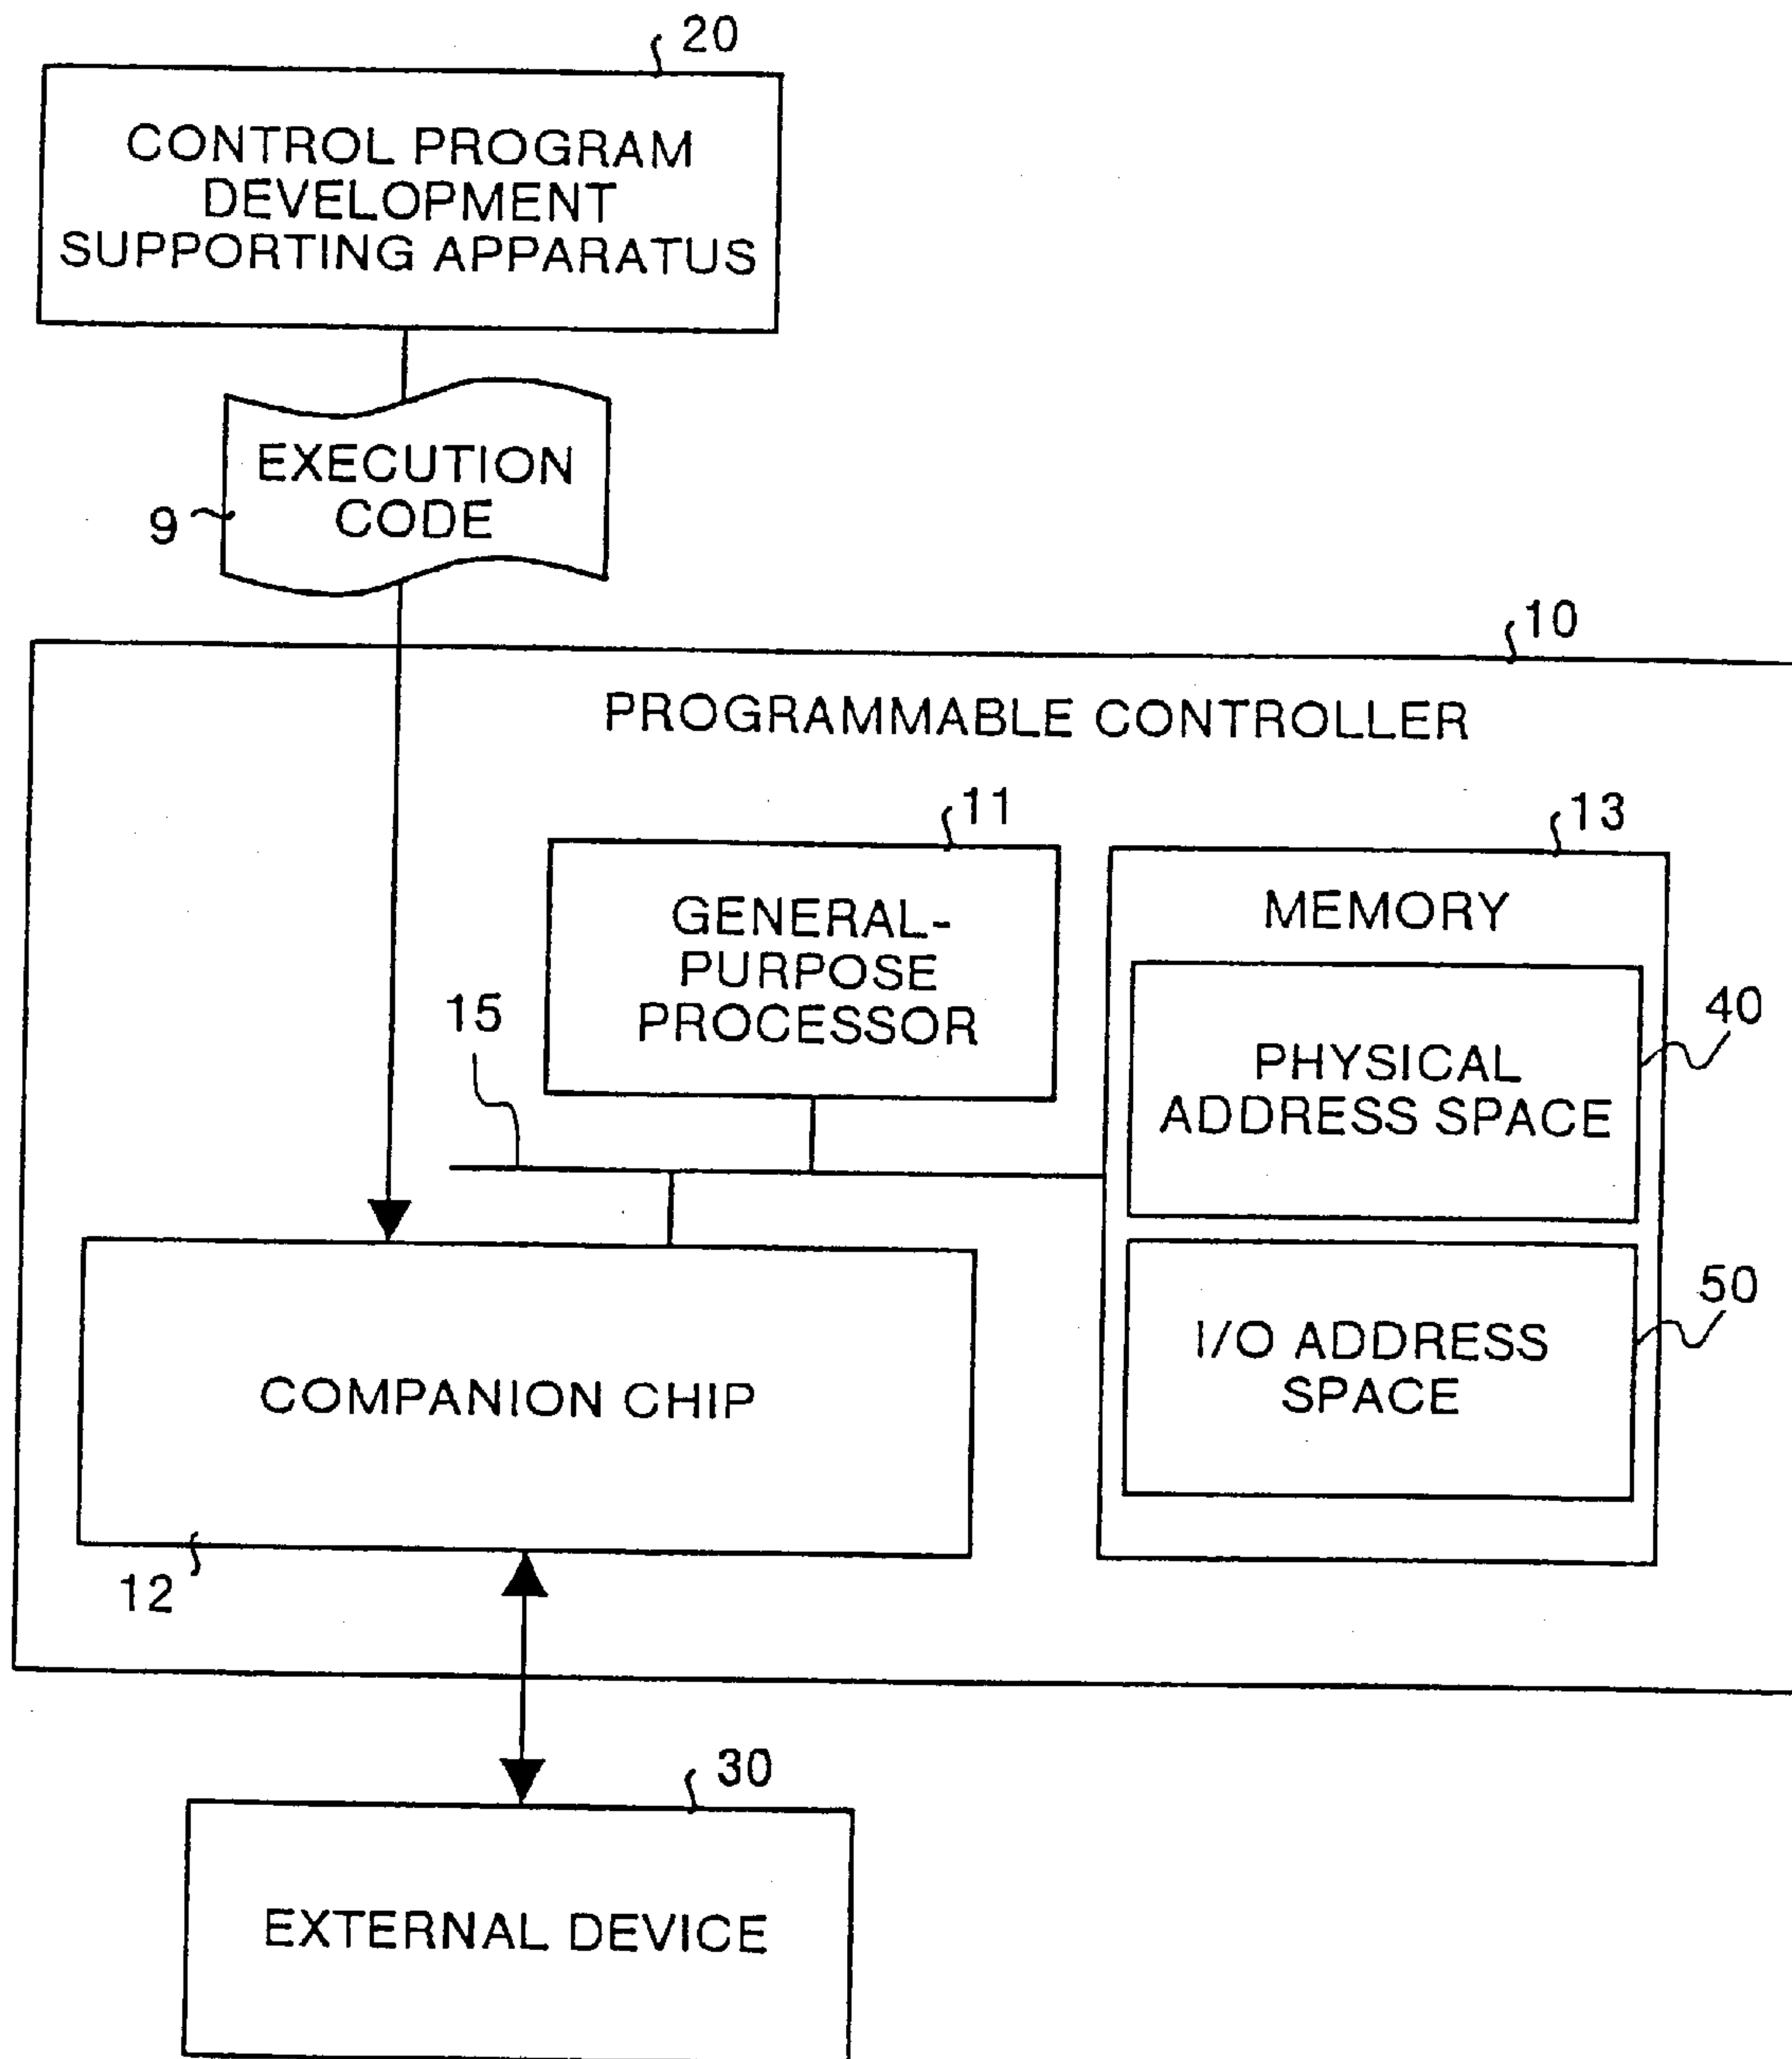 20
CONTROL PROGRAM
DEVELOPMENT
SUPPORTING APPARATUS
EXECUTION
CODE
9
10
PROGRAMMABLE CONTROLLER
11
13
GENERAL-
PURPOSE
PROCESSOR
MEMORY
15
40
PHYSICAL
ADDRESS SPACE
50
I/O ADDRESS
SPACE
COMPANION CHIP
12
30
EXTERNAL DEVICE